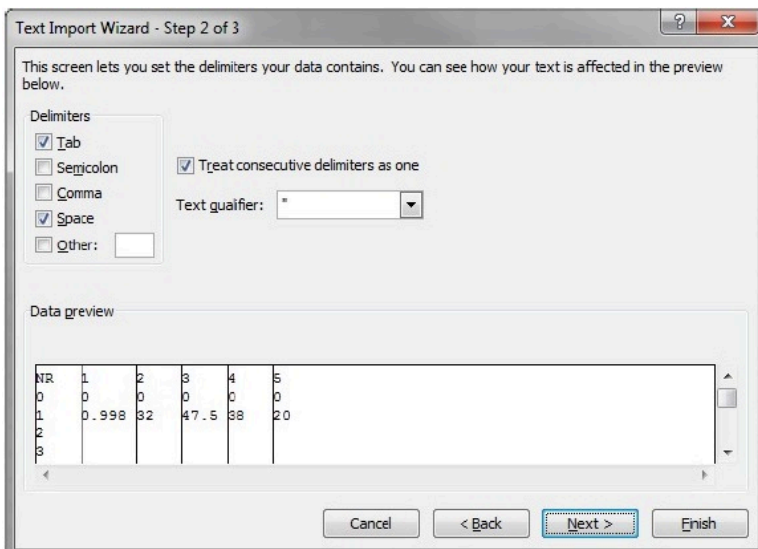 Text Import Wizard - Step 2 of 3
This screen lets you set the delimiters your data contains. You can see how your text is affected in the preview
below.
Delimiters
Tab
Semicolon
Comma
Space
Other:
Treat consecutive delimiters as one
Text qualifier: "
Data preview
NR 1 2 3 4 5
0 0 0 0 0 0
1 0.998 32 47.5 38 20
2
3
Cancel < Back Next > Finish